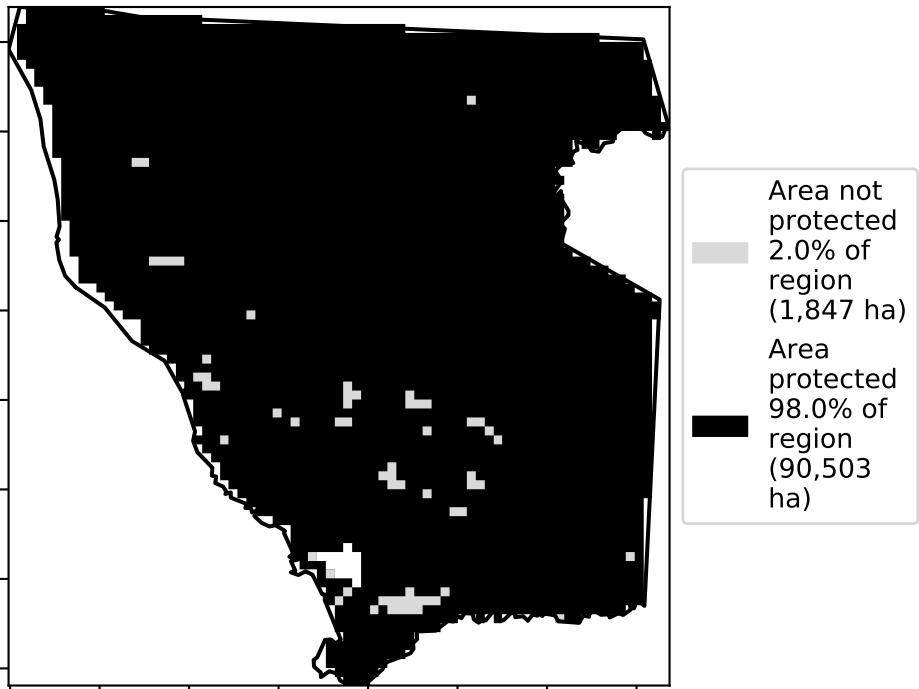 Area not
protected
2.0% of
region
(1,847 ha)
Area
protected
98.0% of
region
(90,503
ha)